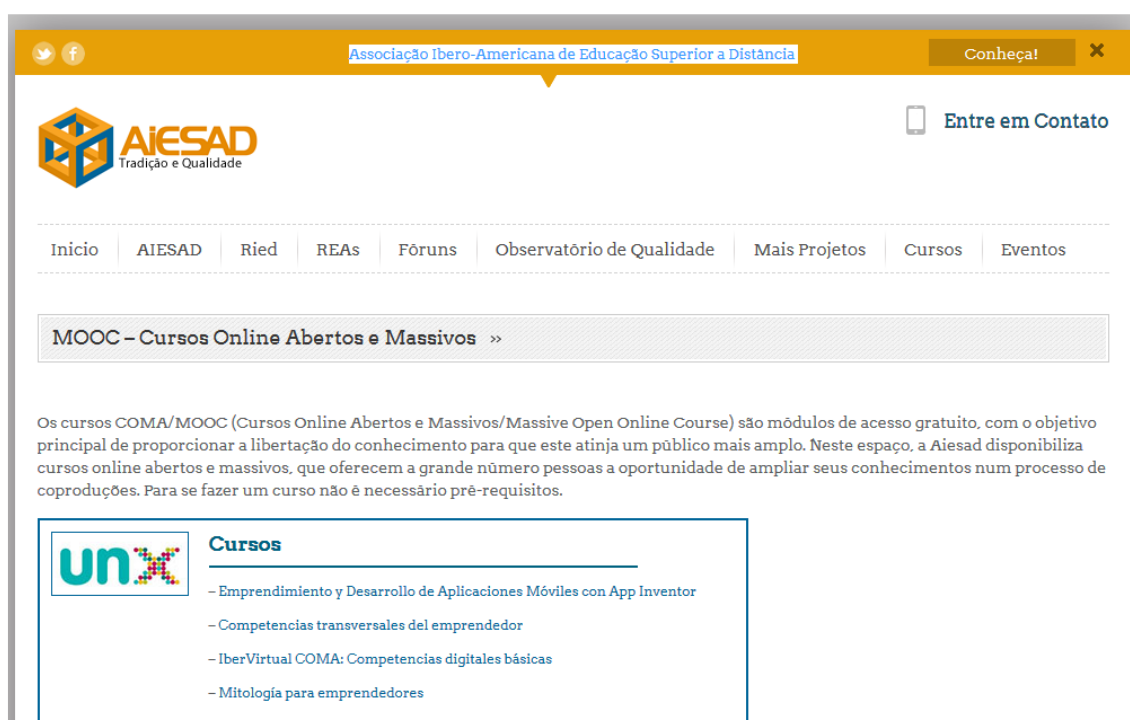 Associação Ibero-Americana de Educação Superior a Distância
Conheça!
AiESAD
Tradição e Qualidade
Entre em Contato
Inicio AIESAD Ried REAs Fóruns Observatório de Qualidade Mais Projetos Cursos Eventos
MOOC – Cursos Online Abertos e Massivos »
Os cursos COMA/MOOC (Cursos Online Abertos e Massivos/Massive Open Online Course) são módulos de acesso gratuito, com o objetivo
principal de proporcionar a libertação do conhecimento para que este atinja um público mais amplo. Neste espaço, a Aiesad disponibiliza
cursos online abertos e massivos, que oferecem a grande número pessoas a oportunidade de ampliar seus conhecimentos num processo de
coproduções. Para se fazer um curso não é necessário pré-requisitos.
unx
Cursos
– Emprendimiento y Desarrollo de Aplicaciones Móviles con App Inventor
– Competencias transversales del emprendedor
– IberVirtual COMA: Competencias digitales básicas
– Mitología para emprendedores